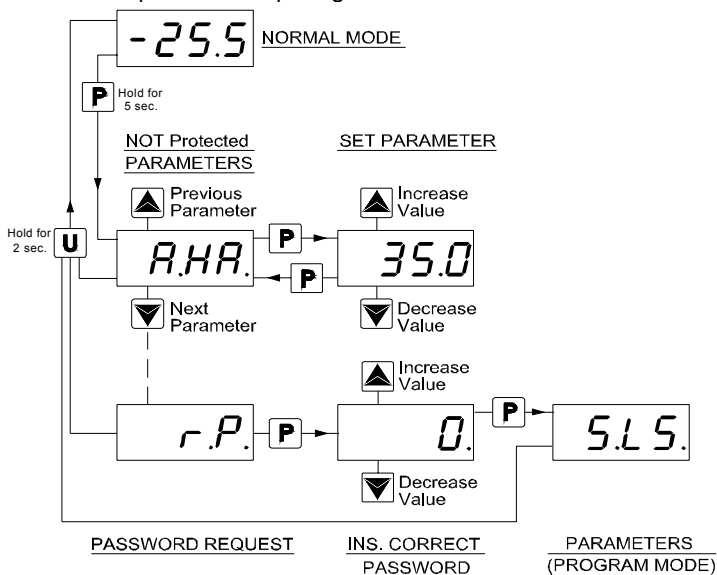 -25.5 NORMAL MODE
P Hold for
5 sec.
NOT Protected
PARAMETERS
SET PARAMETER
Previous
Parameter
Increase
Value
Hold for
2 sec.
U
A.HA.
P
P
35.0
Next
Parameter
Decrease
Value
Increase
Value
r.P.
P
0.
P
S.L S.
Decrease
Value
PASSWORD REQUEST
INS. CORRECT
PASSWORD
PARAMETERS
(PROGRAM MODE)